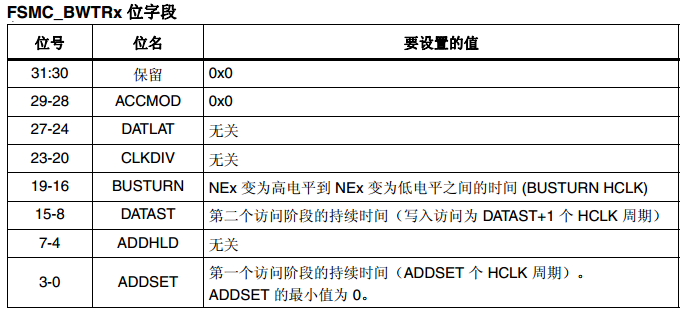 FSMC_BWTRx 位字段
位号 位名 要设置的值
31:30 保留 0x0
29-28 ACCMOD 0x0
27-24 DATLAT 无关
23-20 CLKDIV 无关
19-16 BUSTURN NEx 变为高电平到 NEx 变为低电平之间的时间 (BUSTURN HCLK)
15-8 DATAST 第二个访问阶段的持续时间（写入访问为 DATAST+1 个 HCLK 周期）
7-4 ADDHLD 无关
3-0 ADDSET 第一个访问阶段的持续时间（ADDSET 个 HCLK 周期）。
ADDSET 的最小值为 0。